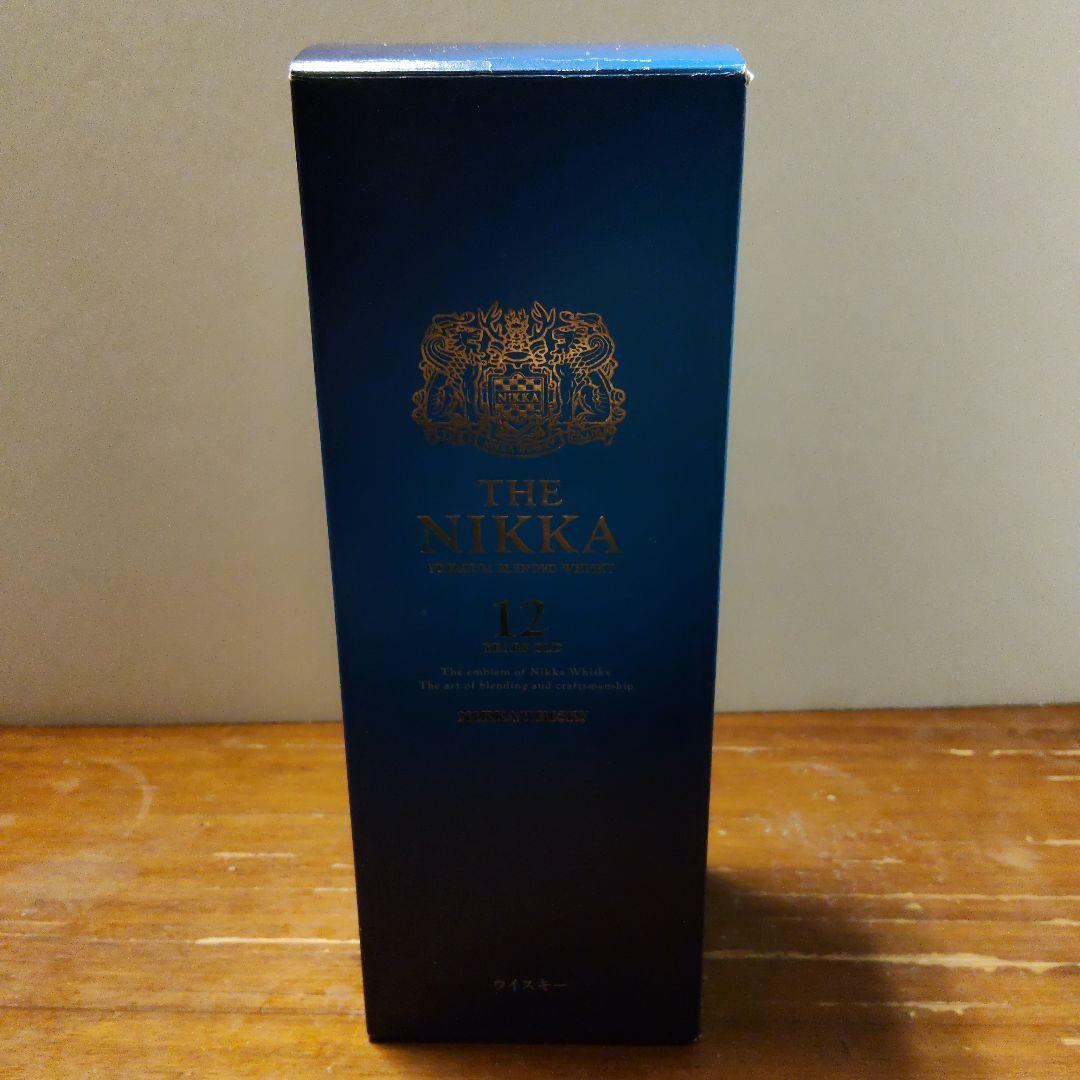 NIKKA
THE
NIKKA
PREMIUM BLENDED WHISKY
12
YEARS OLD
The emblem of Nikka Whisky
The art of blending and craftsmanship
NIKKA WHISKY
ウイスキー